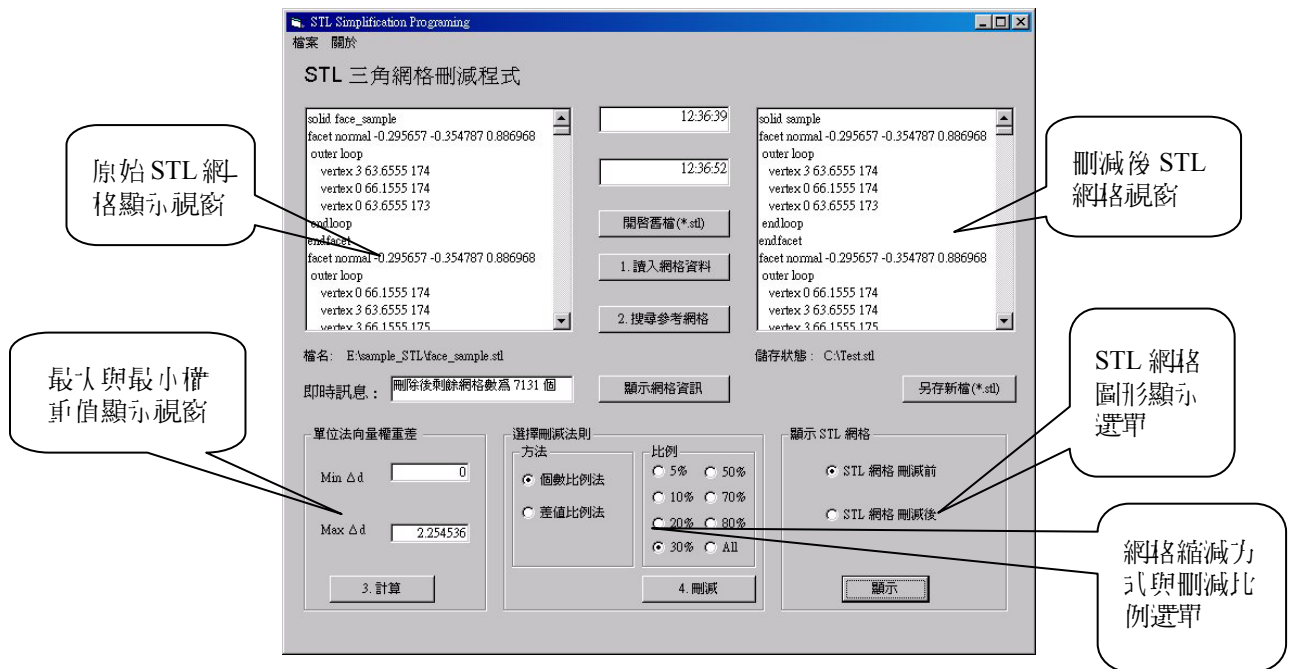 STL Simplification Programing
檔案 關於
STL 三角網格刪減程式
solid face_sample
facet normal -0.295657 -0.354787 0.886968
outer loop
vertex 3 63.6555 174
vertex 0 66.1555 174
vertex 0 63.6555 173
endloop
endfacet
facet normal -0.295657 -0.354787 0.886968
outer loop
vertex 0 66.1555 174
vertex 3 63.6555 174
vertex 3 66.1555 175
12:36:39
12:36:52
開啓舊檔(*.stl)
1. 讀入網格資料
2. 搜尋參考網格
solid sample
facet normal -0.295657 -0.354787 0.886968
outer loop
vertex 3 63.6555 174
vertex 0 66.1555 174
vertex 0 63.6555 173
endloop
endfacet
facet normal -0.295657 -0.354787 0.886968
outer loop
vertex 0 66.1555 174
vertex 3 63.6555 174
vertex 3 66.1555 175
檔名: E:\sample_STL\face_sample.stl
儲存狀態: C:\Test.stl
即時訊息: 刪除後剩餘網格數爲 7131 個
顯示網格資訊
另存新檔(*.stl)
單位法向量權重差
Min Δd 0
Max Δd 2.254536
3. 計算
選擇刪減法則
方法
個數比例法
差値比例法
比例
5% 50%
10% 70%
20% 80%
30% All
4. 刪減
顯示 STL 網格
STL 網格 刪減前
STL 網格 刪減後
顯示
原始 STL 網
格顯示視窗
最大與最小權
重值顯示視窗
刪減後 STL
網格視窗
STL 網格
圖形顯示
選單
網格縮減方
式與刪減比
例選單